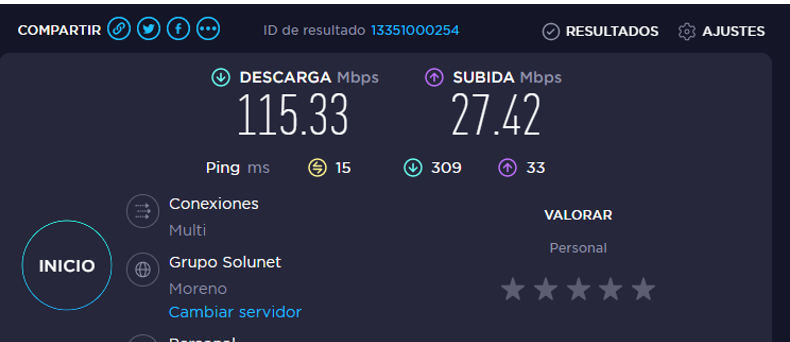 COMPARTIR
ID de resultado 13351000254
RESULTADOS
AJUSTES
DESCARGA Mbps
SUBIDA Mbps
115.33
27.42
Ping ms 15 309 33
Conexiones
Multi
VALORAR
Personal
INICIO
Grupo Solunet
Moreno
Cambiar servidor
Personal